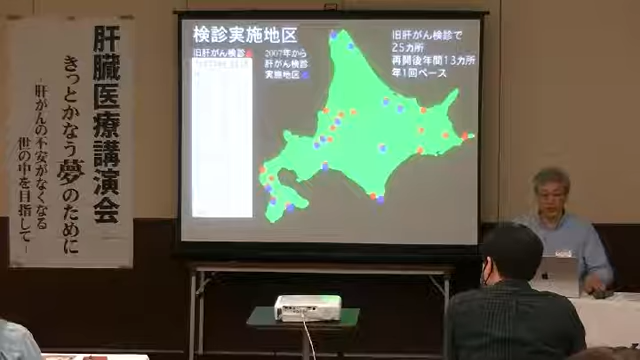 肝臓医療講演会
きっとかなう夢のために
-肝がんの不安がなくなる
世の中を目指して-
検診実施地区
旧肝がん検診
2007年から
肝がん検診
実施地区
旧肝がん検診で
25カ所
再開後年間13カ所
年1回ペース